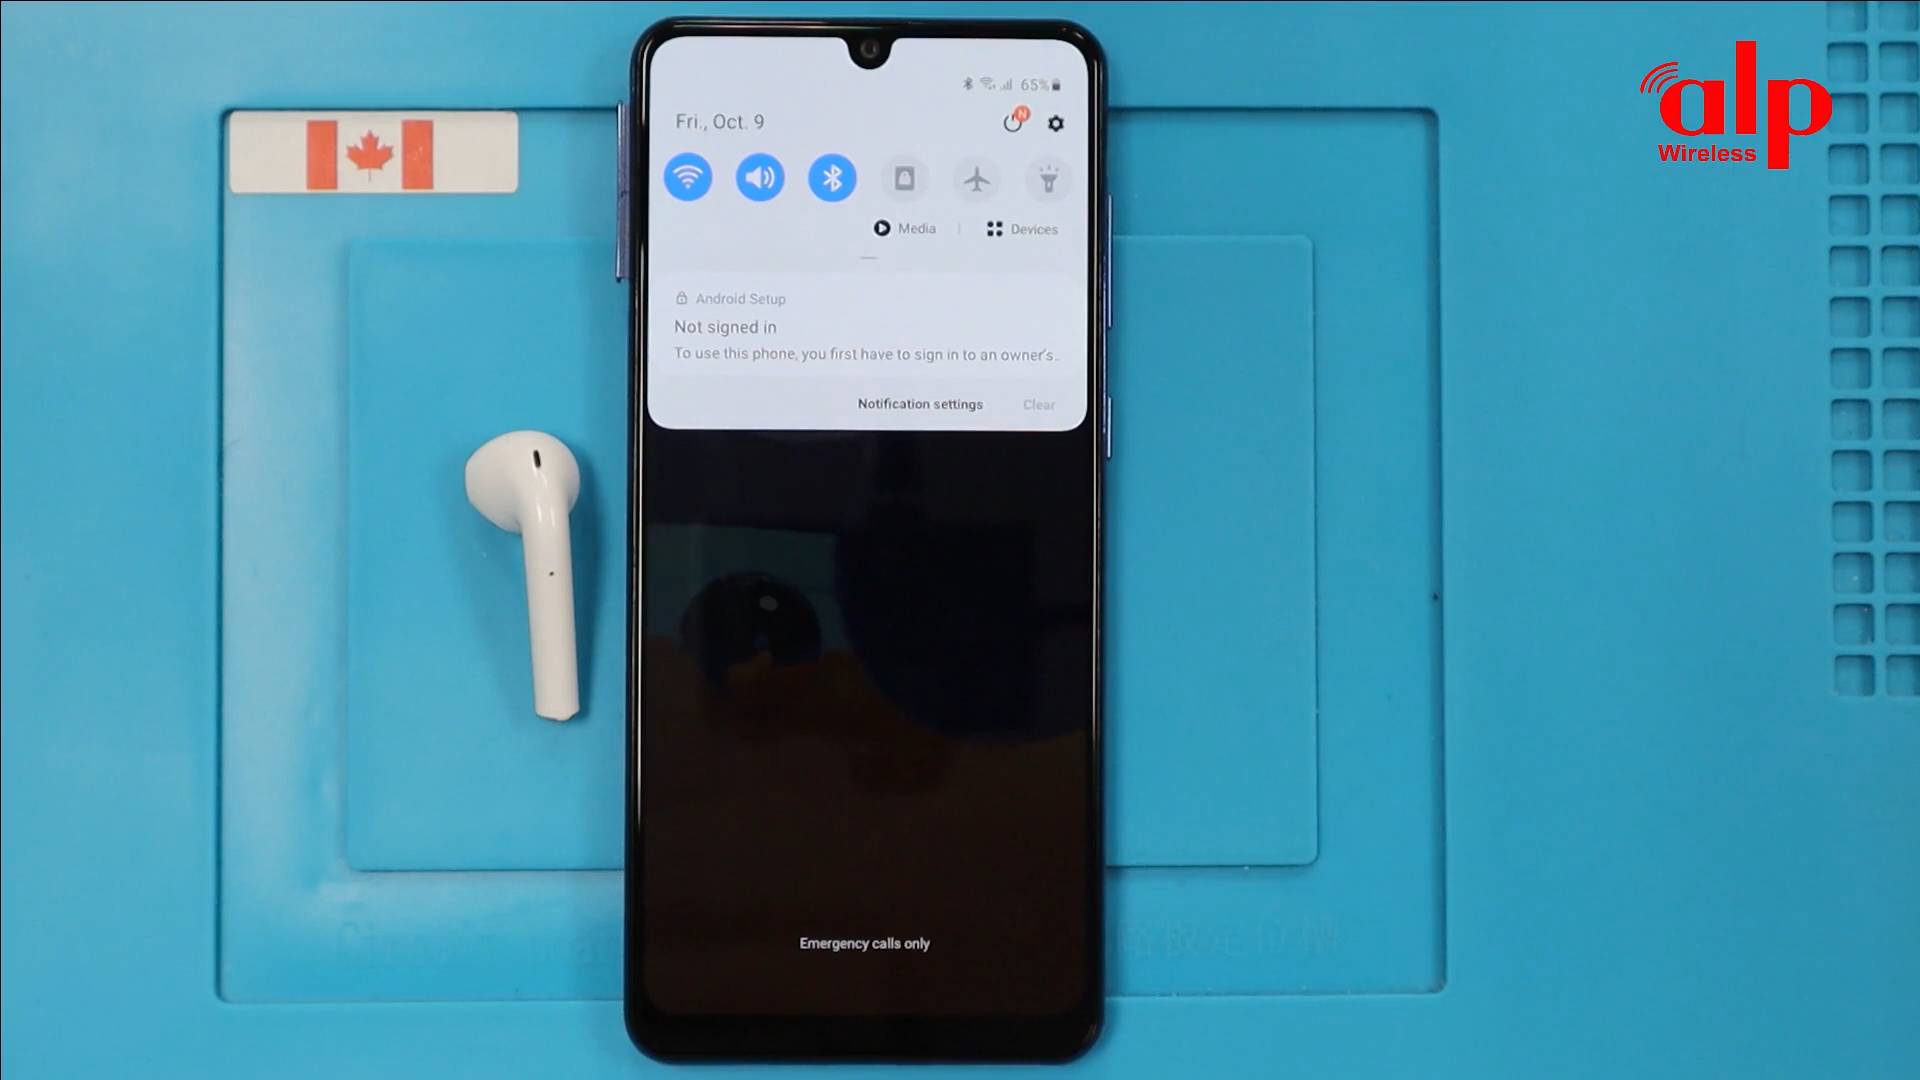 alp
Wireless
65%
Fri., Oct. 9
N
Media
Devices
Android Setup
Not signed in
To use this phone, you first have to sign in to an owner's..
Notification settings
Clear
Emergency calls only